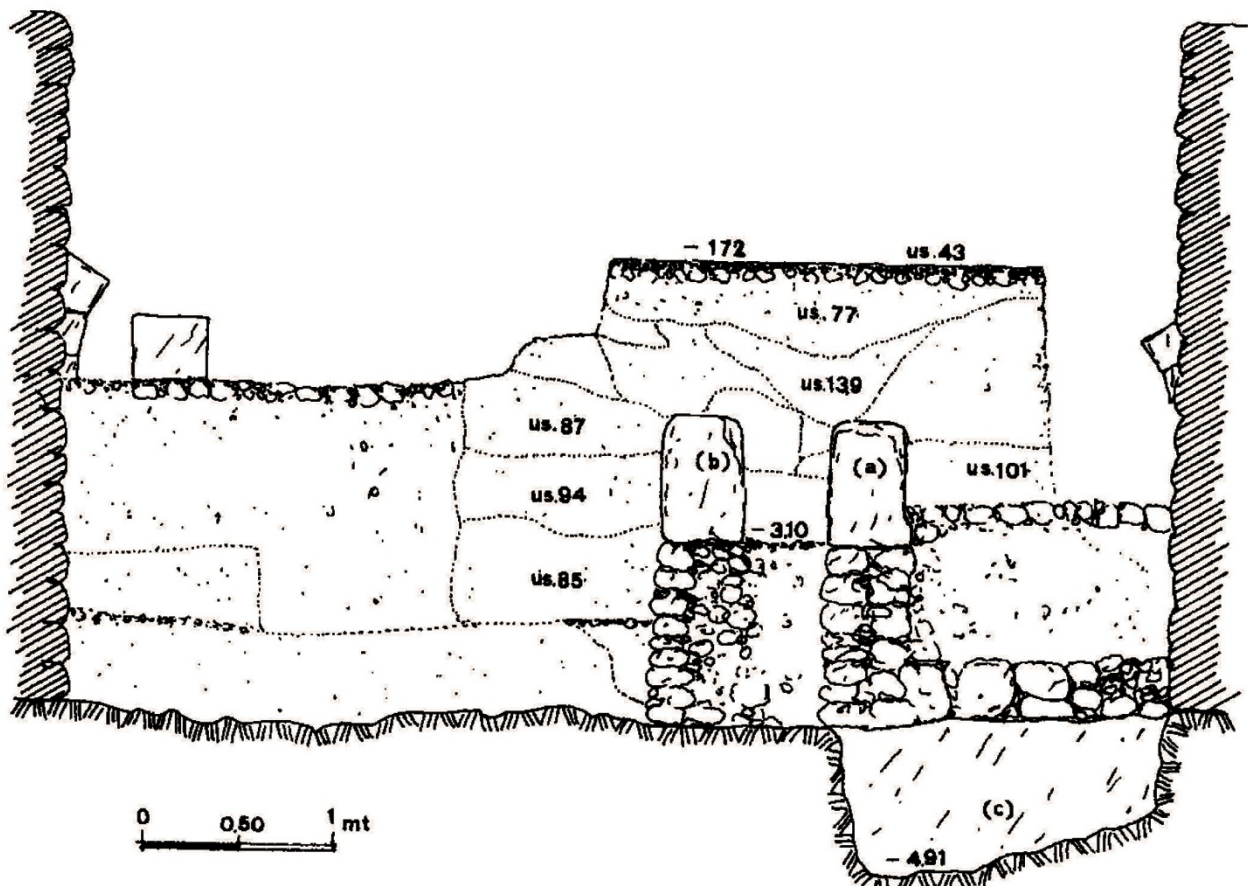 – 172 us.43
us.77
us.139
us.87
(b)
(a)
us.101
us.94
– 3,10
us.85
0 0,50 1 mt
(c)
– 4,91